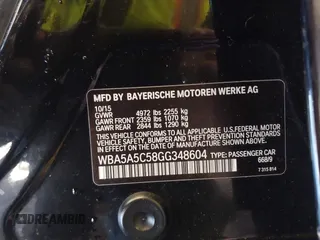 MFD. BY BAYERISCHE MOTOREN WERKE AG
10/15
GVWR 4972 LBS 2255 KG
GAWR FRONT 2359 LBS 1070 KG
GAWR REAR 2844 LBS 1290 KG
THIS VEHICLE CONFORMS TO ALL APPLICABLE U.S. FEDERAL MOTOR
VEHICLE SAFETY, BUMPER, AND THEFT PREVENTION STANDARDS IN
EFFECT ON THE DATE OF MANUFACTURE SHOWN ABOVE.
WBA5A5C58GG348604 TYPE: PASSENGER CAR
668/9
7 315 814
DREAMBID